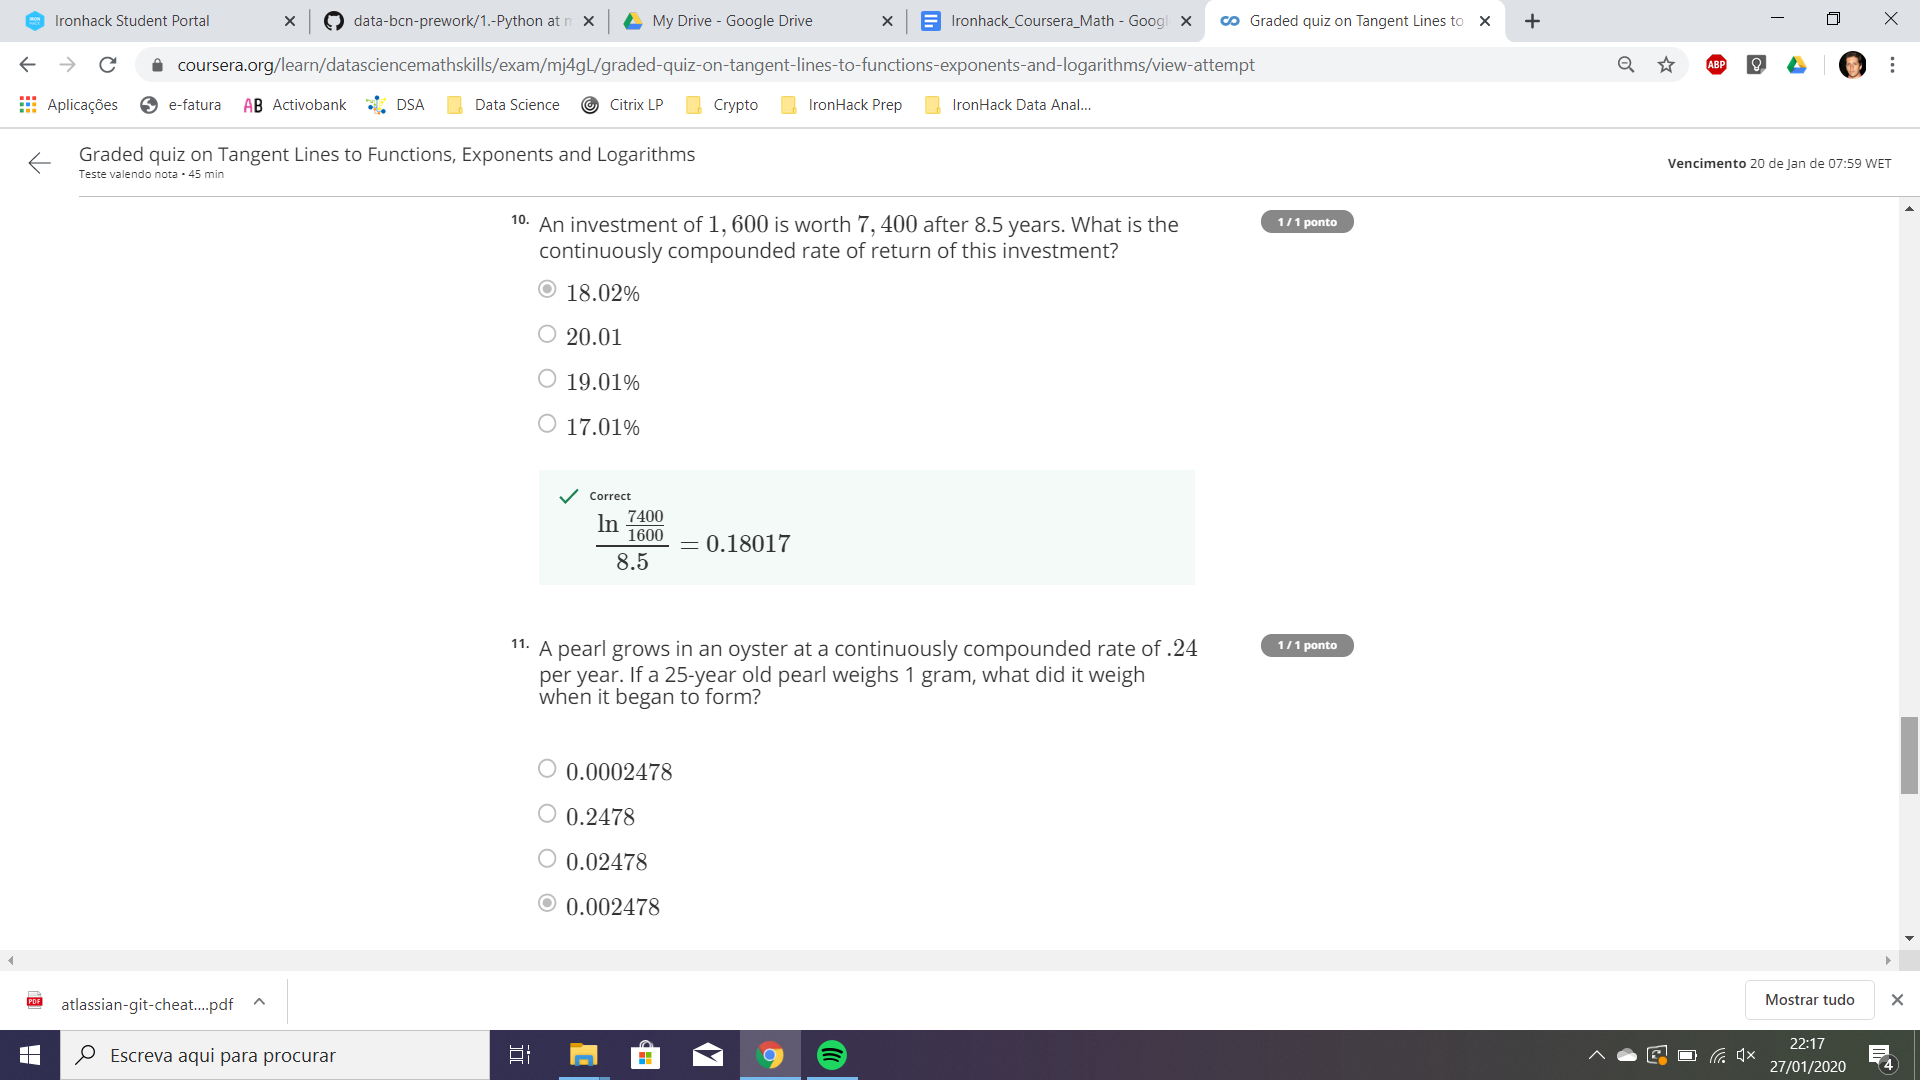 Ironhack Student Portal
data-bcn-prework/1.-Python at m
My Drive - Google Drive
Ironhack_Coursera_Math - Googl
Graded quiz on Tangent Lines to
coursera.org/learn/datasciencemathskills/exam/mj4gL/graded-quiz-on-tangent-lines-to-functions-exponents-and-logarithms/view-attempt
ABP
Aplicações
e-fatura
AB Activobank
DSA
Data Science
Citrix LP
Crypto
IronHack Prep
IronHack Data Anal...
Graded quiz on Tangent Lines to Functions, Exponents and Logarithms
Teste valendo nota • 45 min
Vencimento 20 de Jan de 07:59 WET
10. An investment of 1,600 is worth 7,400 after 8.5 years. What is the
continuously compounded rate of return of this investment?
1 / 1 ponto
18.02%
20.01
19.01%
17.01%
Correct
ln 7400
1600
8.5
= 0.18017
11. A pearl grows in an oyster at a continuously compounded rate of .24
per year. If a 25-year old pearl weighs 1 gram, what did it weigh
when it began to form?
1 / 1 ponto
0.0002478
0.2478
0.02478
0.002478
PDF
atlassian-git-cheat....pdf
Mostrar tudo
Escreva aqui para procurar
22:17
27/01/2020
4